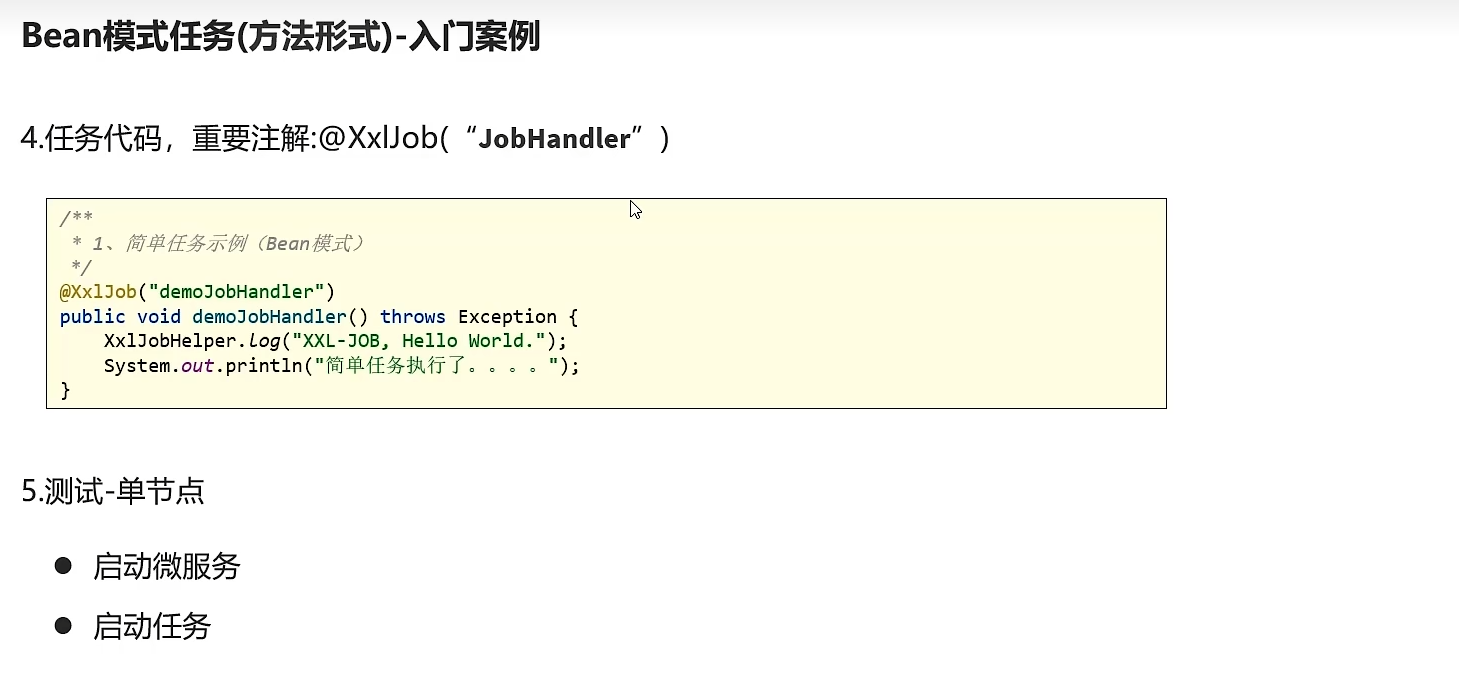 Bean模式任务(方法形式)-入门案例
4.任务代码，重要注解:@XxlJob(“JobHandler”)
/**
 * 1、简单任务示例（Bean模式）
 */
@XxlJob("demoJobHandler")
public void demoJobHandler() throws Exception {
    XxlJobHelper.log("XXL-JOB, Hello World.");
    System.out.println("简单任务执行了。。。。");
}
5.测试-单节点
● 启动微服务
● 启动任务